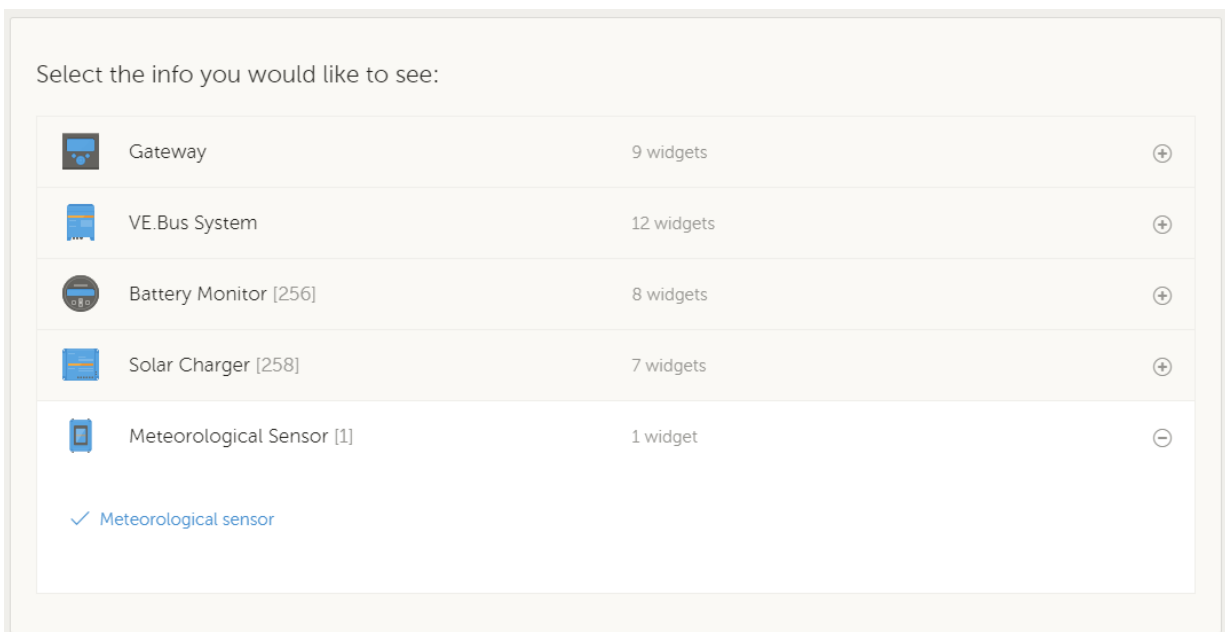 Select the info you would like to see:
Gateway 9 widgets
VE.Bus System 12 widgets
Battery Monitor [256] 8 widgets
Solar Charger [258] 7 widgets
Meteorological Sensor [1] 1 widget
Meteorological sensor